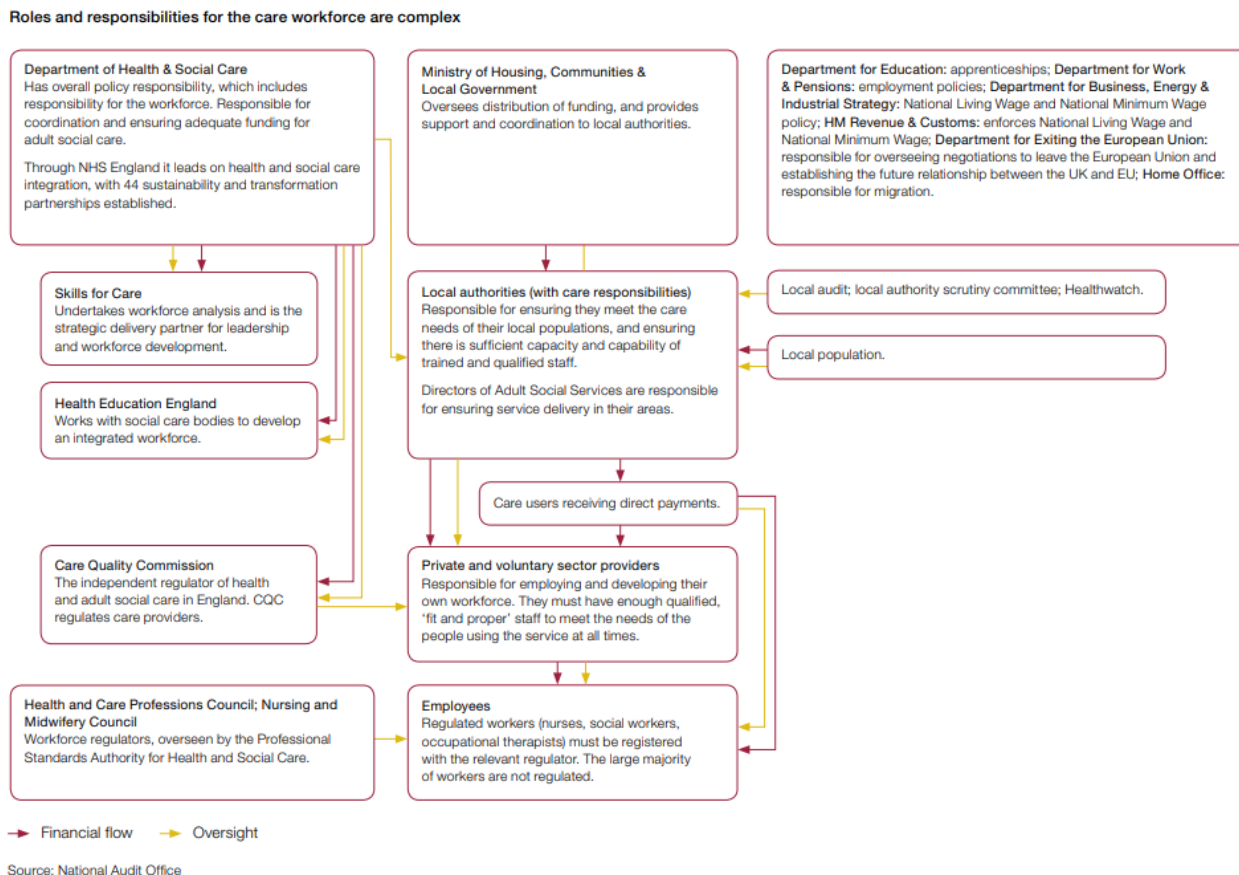 Roles and responsibilities for the care workforce are complex
Department of Health & Social Care
Has overall policy responsibility, which includes
responsibility for the workforce. Responsible for
coordination and ensuring adequate funding for
adult social care.
Through NHS England it leads on health and social care
integration, with 44 sustainability and transformation
partnerships established.
Ministry of Housing, Communities &
Local Government
Oversees distribution of funding, and provides
support and coordination to local authorities.
Department for Education: apprenticeships; Department for Work
& Pensions: employment policies; Department for Business, Energy &
Industrial Strategy: National Living Wage and National Minimum Wage
policy; HM Revenue & Customs: enforces National Living Wage and
National Minimum Wage; Department for Exiting the European Union:
responsible for overseeing negotiations to leave the European Union and
establishing the future relationship between the UK and EU; Home Office:
responsible for migration.
Skills for Care
Undertakes workforce analysis and is the
strategic delivery partner for leadership
and workforce development.
Local authorities (with care responsibilities)
Responsible for ensuring they meet the care
needs of their local populations, and ensuring
there is sufficient capacity and capability of
trained and qualified staff.
Directors of Adult Social Services are responsible
for ensuring service delivery in their areas.
Local audit; local authority scrutiny committee; Healthwatch.
Local population.
Health Education England
Works with social care bodies to develop
an integrated workforce.
Care users receiving direct payments.
Care Quality Commission
The independent regulator of health
and adult social care in England. CQC
regulates care providers.
Private and voluntary sector providers
Responsible for employing and developing their
own workforce. They must have enough qualified,
‘fit and proper’ staff to meet the needs of the
people using the service at all times.
Health and Care Professions Council; Nursing and
Midwifery Council
Workforce regulators, overseen by the Professional
Standards Authority for Health and Social Care.
Employees
Regulated workers (nurses, social workers,
occupational therapists) must be registered
with the relevant regulator. The large majority
of workers are not regulated.
Financial flow
Oversight
Source: National Audit Office